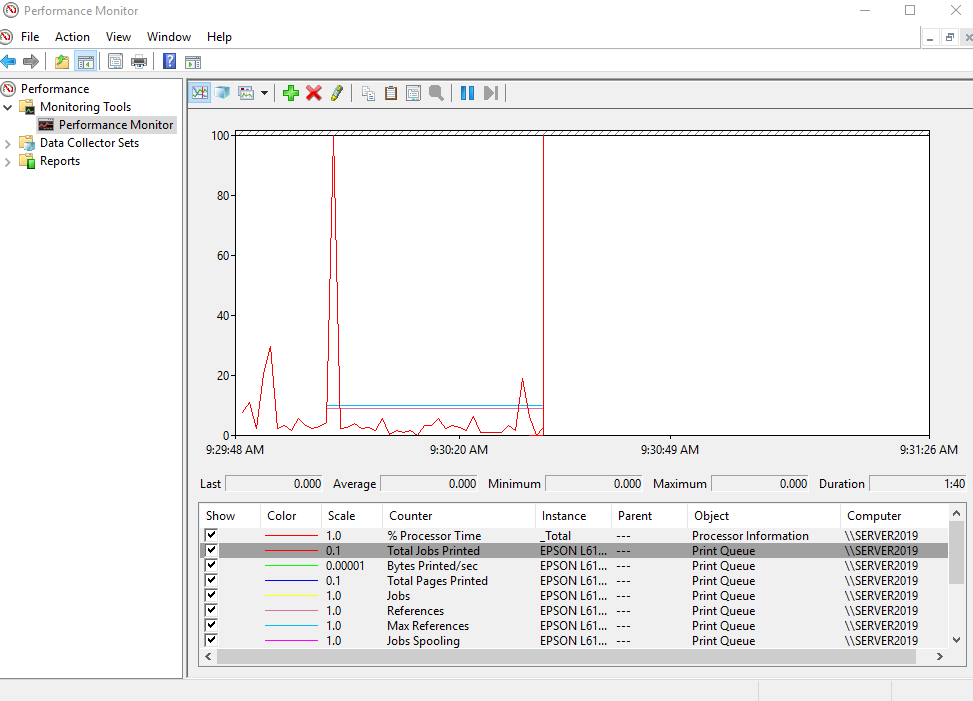 Performance Monitor
File Action View Window Help
Performance
Monitoring Tools
Performance Monitor
Data Collector Sets
Reports
100
80
60
40
20
0
9:29:48 AM 9:30:20 AM 9:30:49 AM 9:31:26 AM
Last 0.000 Average 0.000 Minimum 0.000 Maximum 0.000 Duration 1:40
Show Color Scale Counter Instance Parent Object Computer
1.0 % Processor Time _Total --- Processor Information \\SERVER2019
0.1 Total Jobs Printed EPSON L61... --- Print Queue \\SERVER2019
0.00001 Bytes Printed/sec EPSON L61... --- Print Queue \\SERVER2019
0.1 Total Pages Printed EPSON L61... --- Print Queue \\SERVER2019
1.0 Jobs EPSON L61... --- Print Queue \\SERVER2019
1.0 References EPSON L61... --- Print Queue \\SERVER2019
1.0 Max References EPSON L61... --- Print Queue \\SERVER2019
1.0 Jobs Spooling EPSON L61... --- Print Queue \\SERVER2019